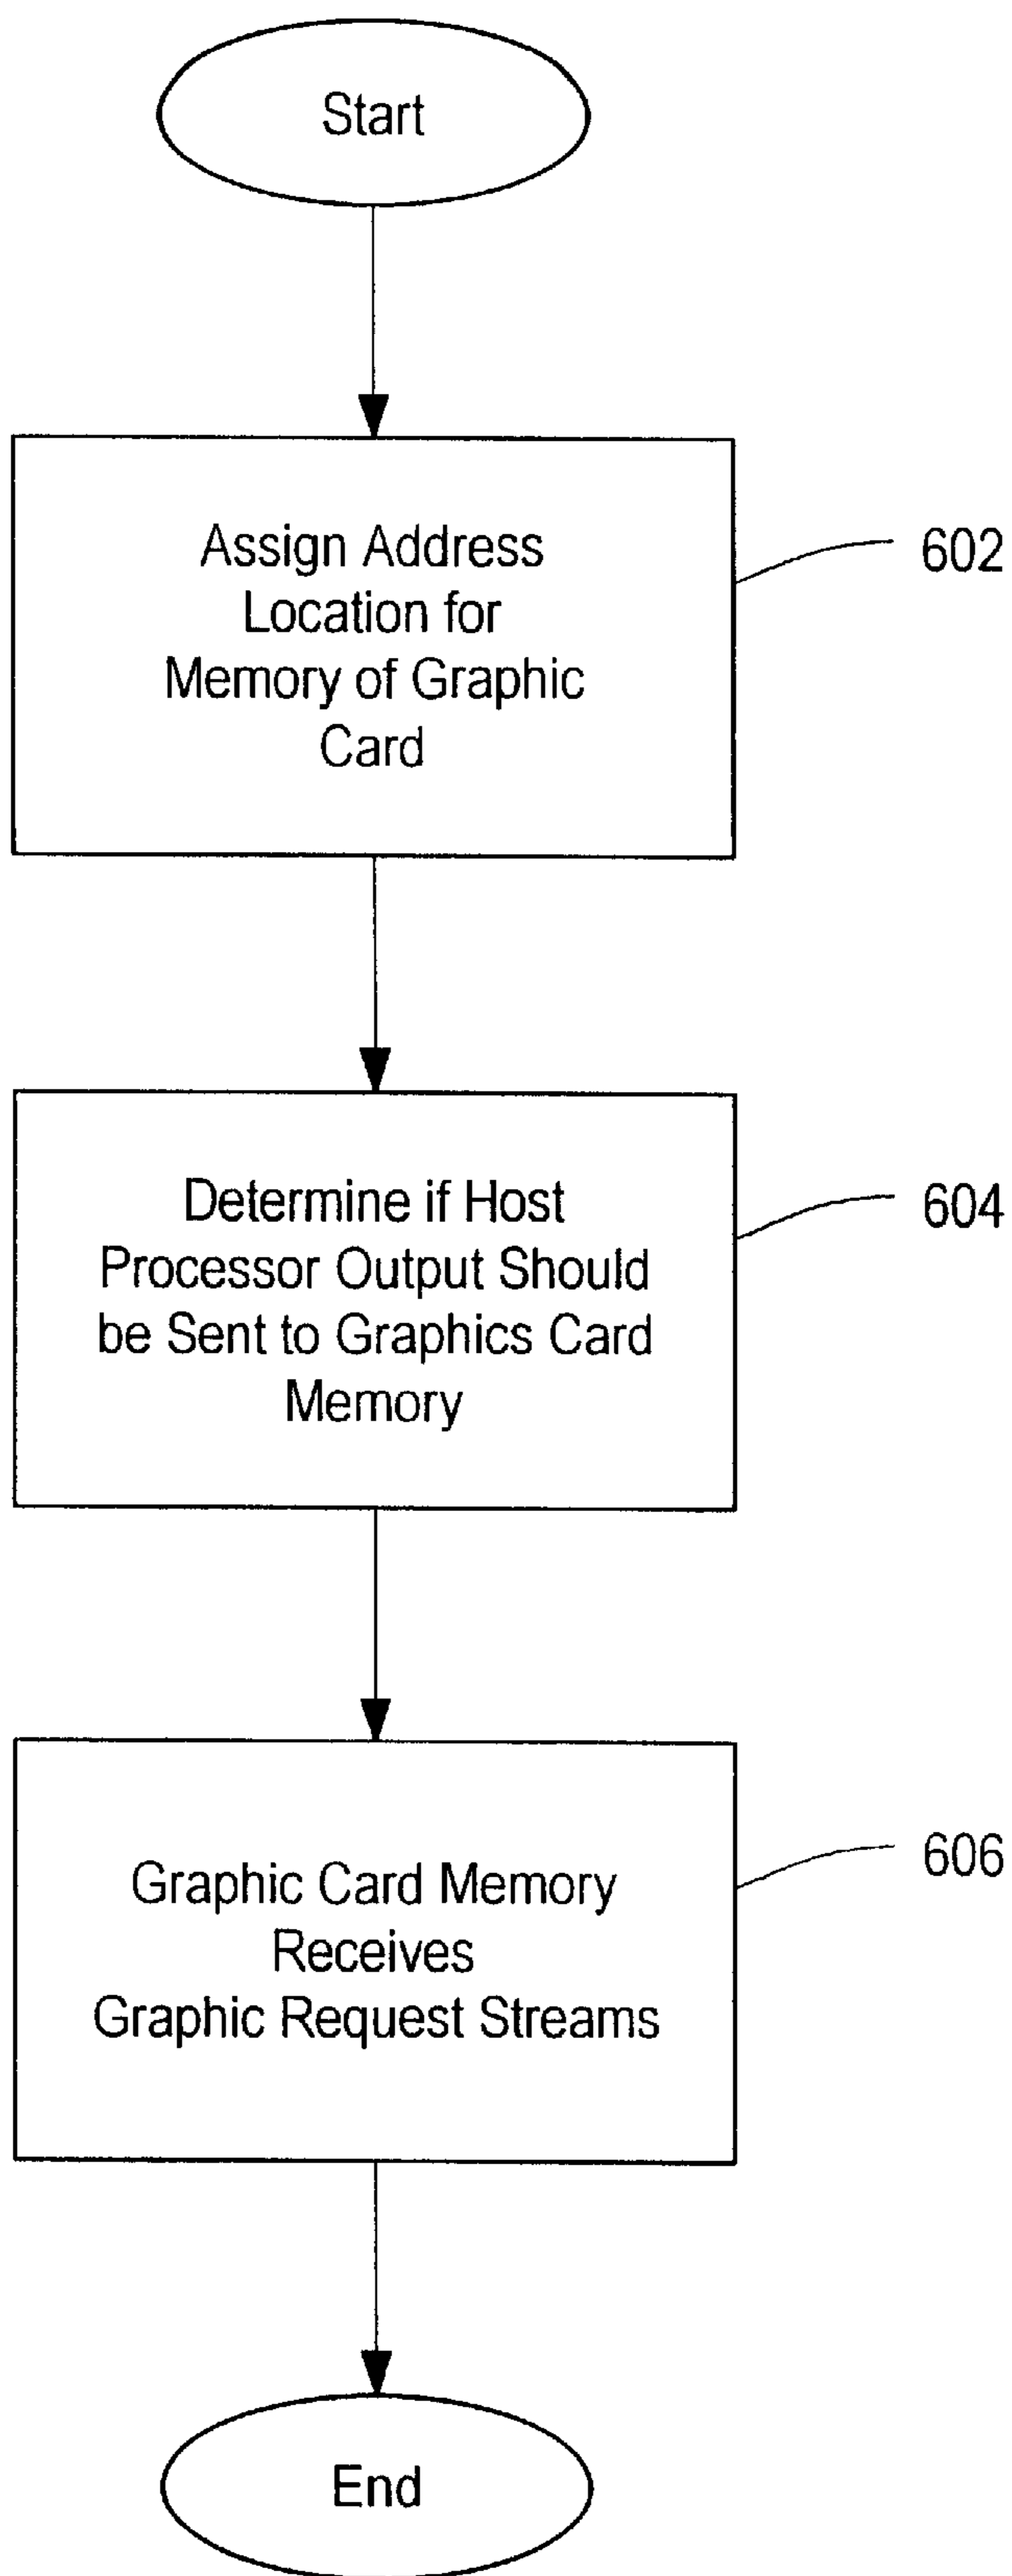 Start
Assign Address
Location for
Memory of Graphic
Card
602
Determine if Host
Processor Output Should
be Sent to Graphics Card
Memory
604
Graphic Card Memory
Receives
Graphic Request Streams
606
End